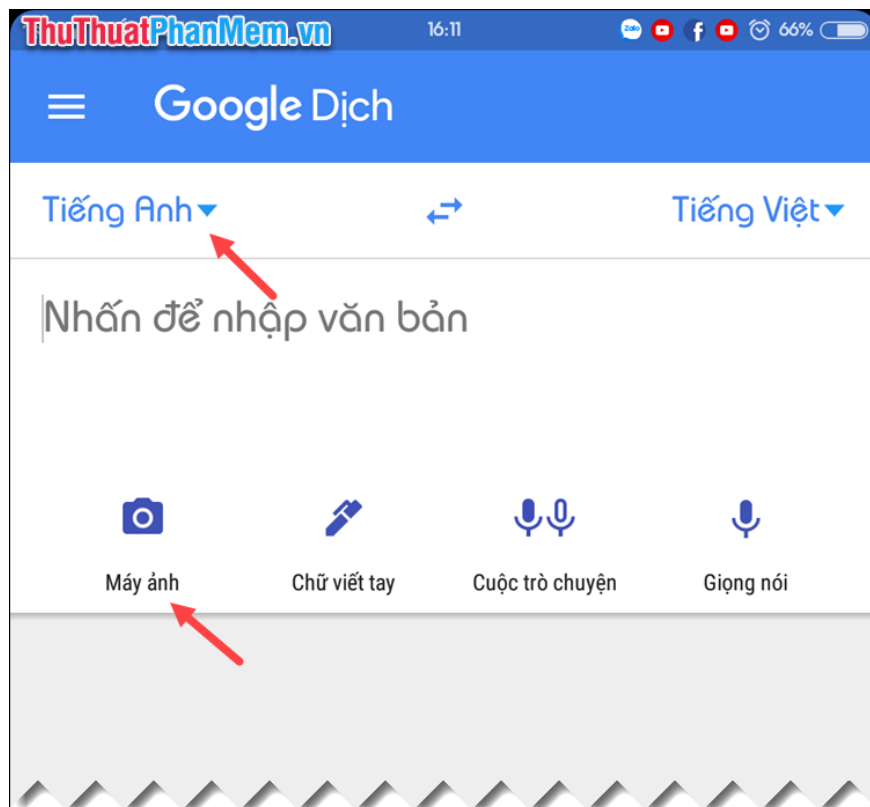 ThuThuatPhanMem.vn 16:11 Zalo 66%
Google Dịch
Tiếng Anh Tiếng Việt
Nhấn để nhập văn bản
Máy ảnh Chữ viết tay Cuộc trò chuyện Giọng nói